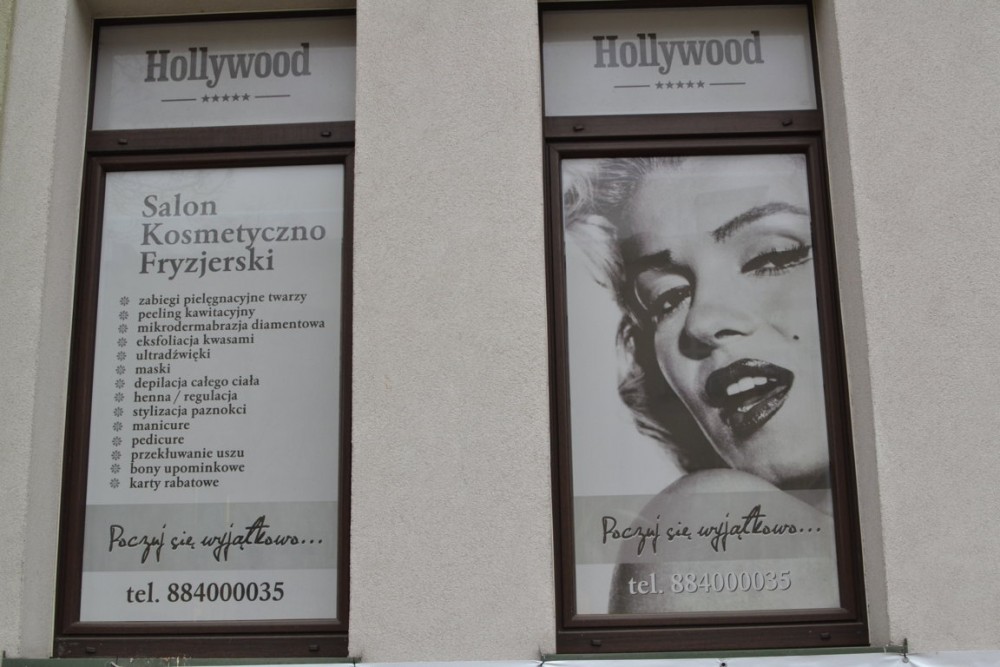 Hollywood
Salon
Kosmetyczno
Fryzjerski
zabiegi pielęgnacyjne twarzy
peeling kawitacyjny
mikrodermabrazja diamentowa
eksfoliacja kwasami
ultradźwięki
maski
depilacja całego ciała
henna / regulacja
stylizacja paznokci
manicure
pedicure
przekłuwanie uszu
bony upominkowe
karty rabatowe
Poczuj się wyjątkowo...
tel. 884000035
Hollywood
Poczuj się wyjątkowo...
tel. 884000035